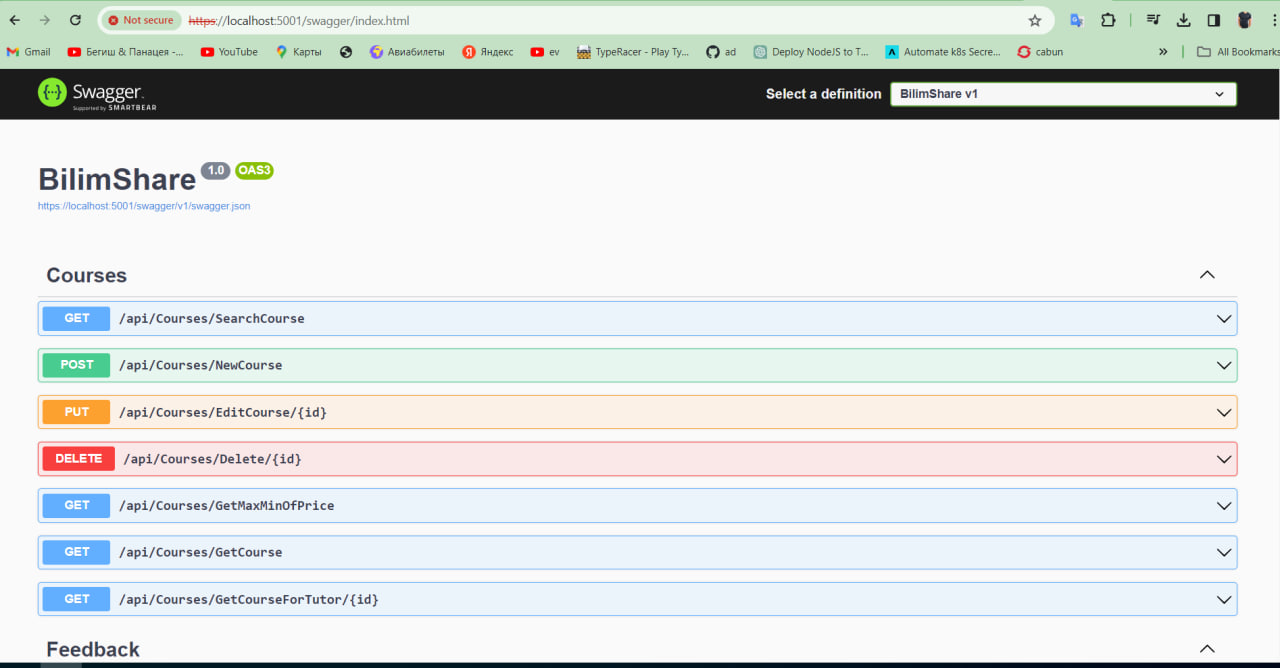 Not secure https://localhost:5001/swagger/index.html
Gmail Бегиш & Панацея -... YouTube Карты Авиабилеты Яндекс ev TypeRacer - Play Ty... ad Deploy NodeJS to T... Automate k8s Secre... cabun » All Bookmarks
{···} Swagger. Select a definition BilimShare v1
Supported by SMARTBEAR
BilimShare 1.0 OAS3
https://localhost:5001/swagger/v1/swagger.json
Courses
GET /api/Courses/SearchCourse
POST /api/Courses/NewCourse
PUT /api/Courses/EditCourse/{id}
DELETE /api/Courses/Delete/{id}
GET /api/Courses/GetMaxMinOfPrice
GET /api/Courses/GetCourse
GET /api/Courses/GetCourseForTutor/{id}
Feedback